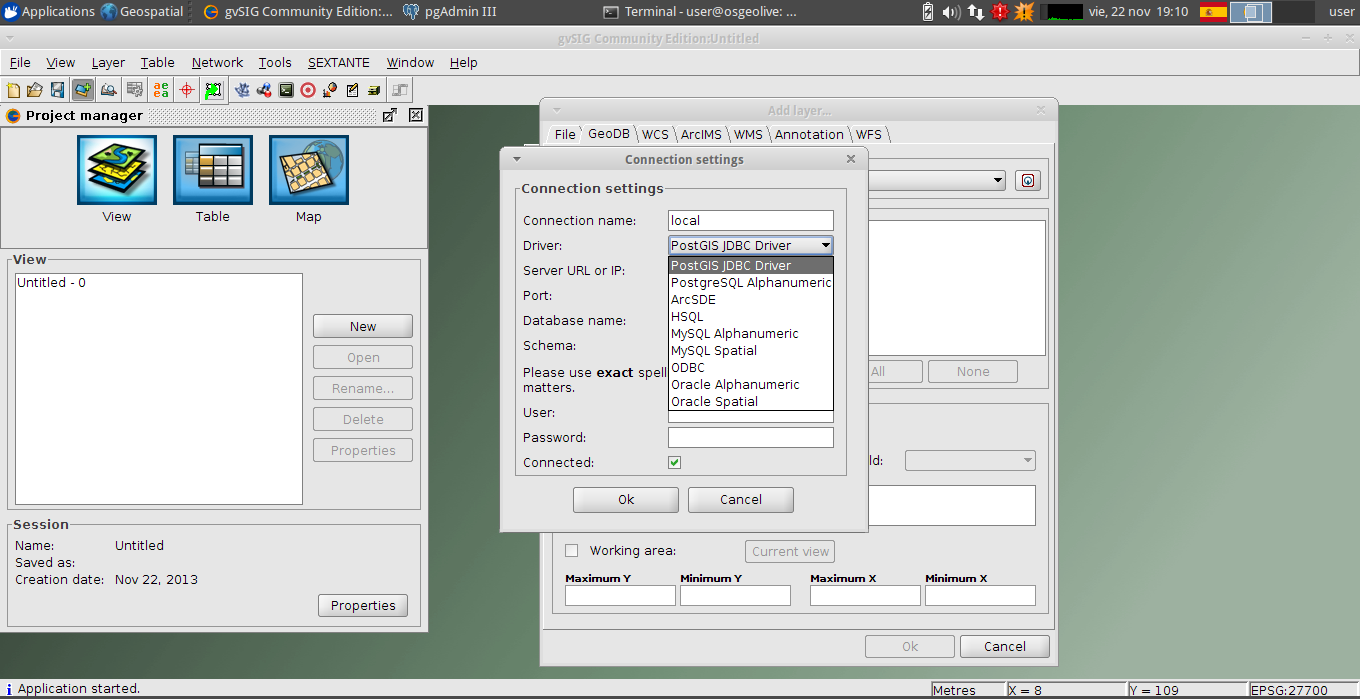 Applications Geospatial gvSIG Community Edition:... pgAdmin III Terminal - user@osgeolive: ... vie, 22 nov 19:10 user
gvSIG Community Edition:Untitled
File View Layer Table Network Tools SEXTANTE Window Help
Project manager
View Table Map
View
Untitled - 0
New
Open
Rename...
Delete
Properties
Session
Name: Untitled
Saved as:
Creation date: Nov 22, 2013
Properties
Add layer...
File GeoDB WCS ArcIMS WMS Annotation WFS
Connection settings
Connection settings
Connection name: local
Driver: PostGIS JDBC Driver
PostGIS JDBC Driver
PostgreSQL Alphanumeric
ArcSDE
HSQL
MySQL Alphanumeric
MySQL Spatial
ODBC
Oracle Alphanumeric
Oracle Spatial
Server URL or IP:
Port:
Database name:
Schema:
Please use exact spell
matters.
User:
Password:
Connected:
Ok Cancel
All None
ld:
Working area: Current view
Maximum Y Minimum Y Maximum X Minimum X
Ok Cancel
Application started. Metres X = 8 Y = 109 EPSG:27700